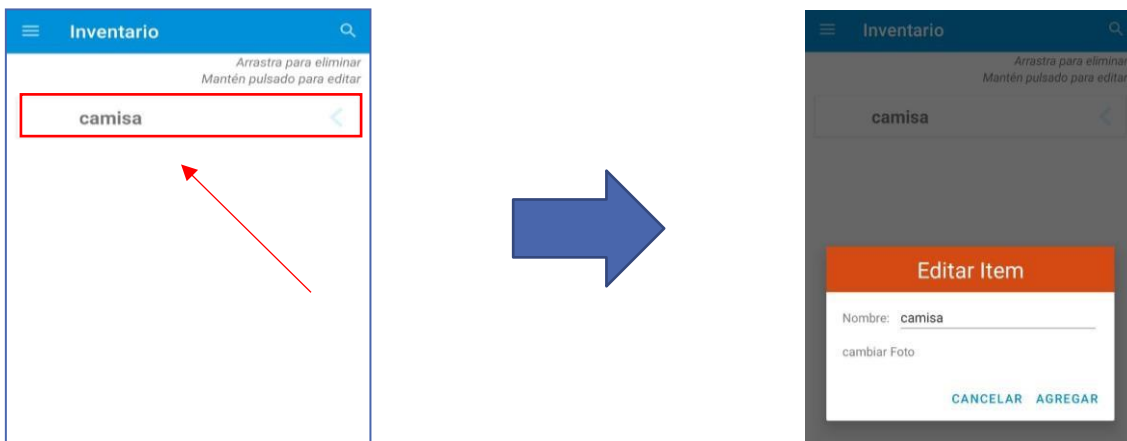 Inventario
Arrastra para eliminar
Mantén pulsado para editar
camisa
Inventario
Arrastra para eliminar
Mantén pulsado para editar
camisa
Editar Item
Nombre: camisa
cambiar Foto
CANCELAR AGREGAR